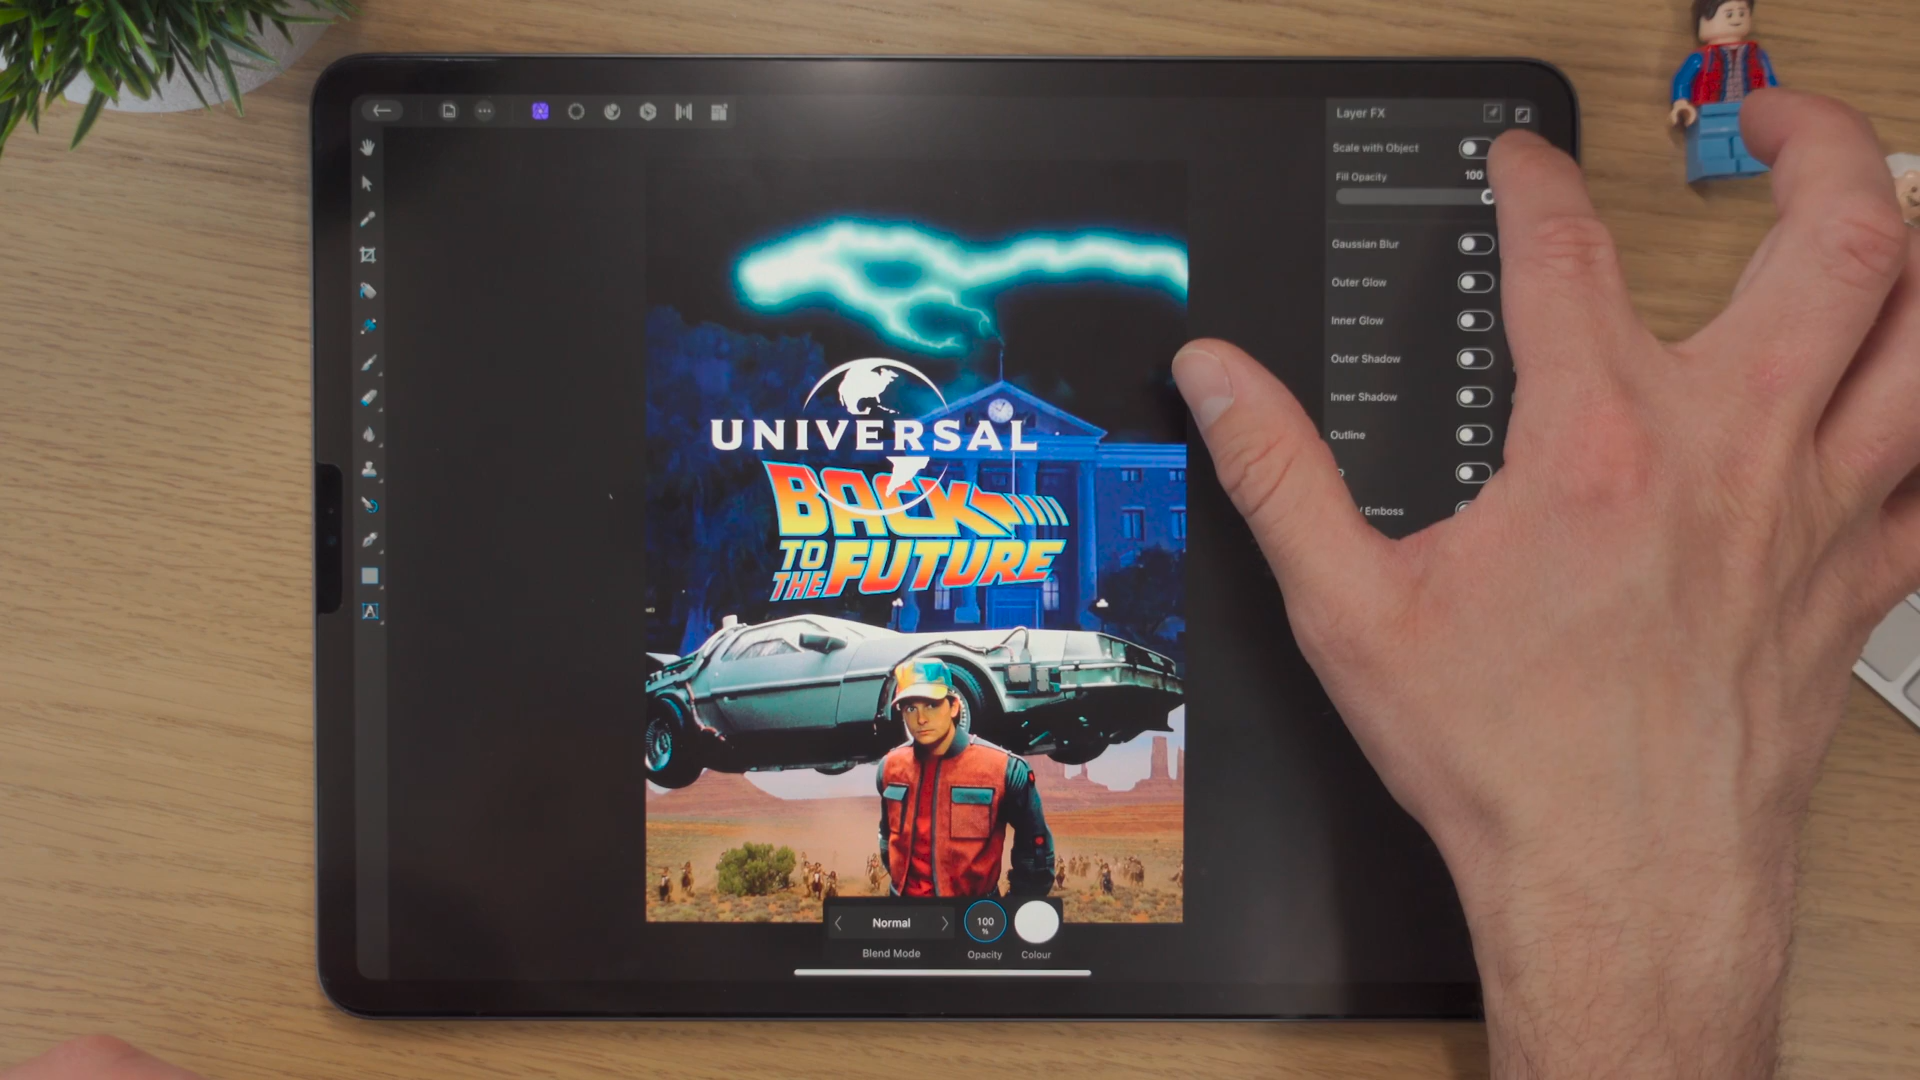 Layer FX
Scale with Object
Fill Opacity 100
Gaussian Blur
Outer Glow
Inner Glow
Outer Shadow
Inner Shadow
Outline
/ Emboss
UNIVERSAL
BACK
TO
THE FUTURE
Normal
100
%
Blend Mode
Opacity
Colour
A